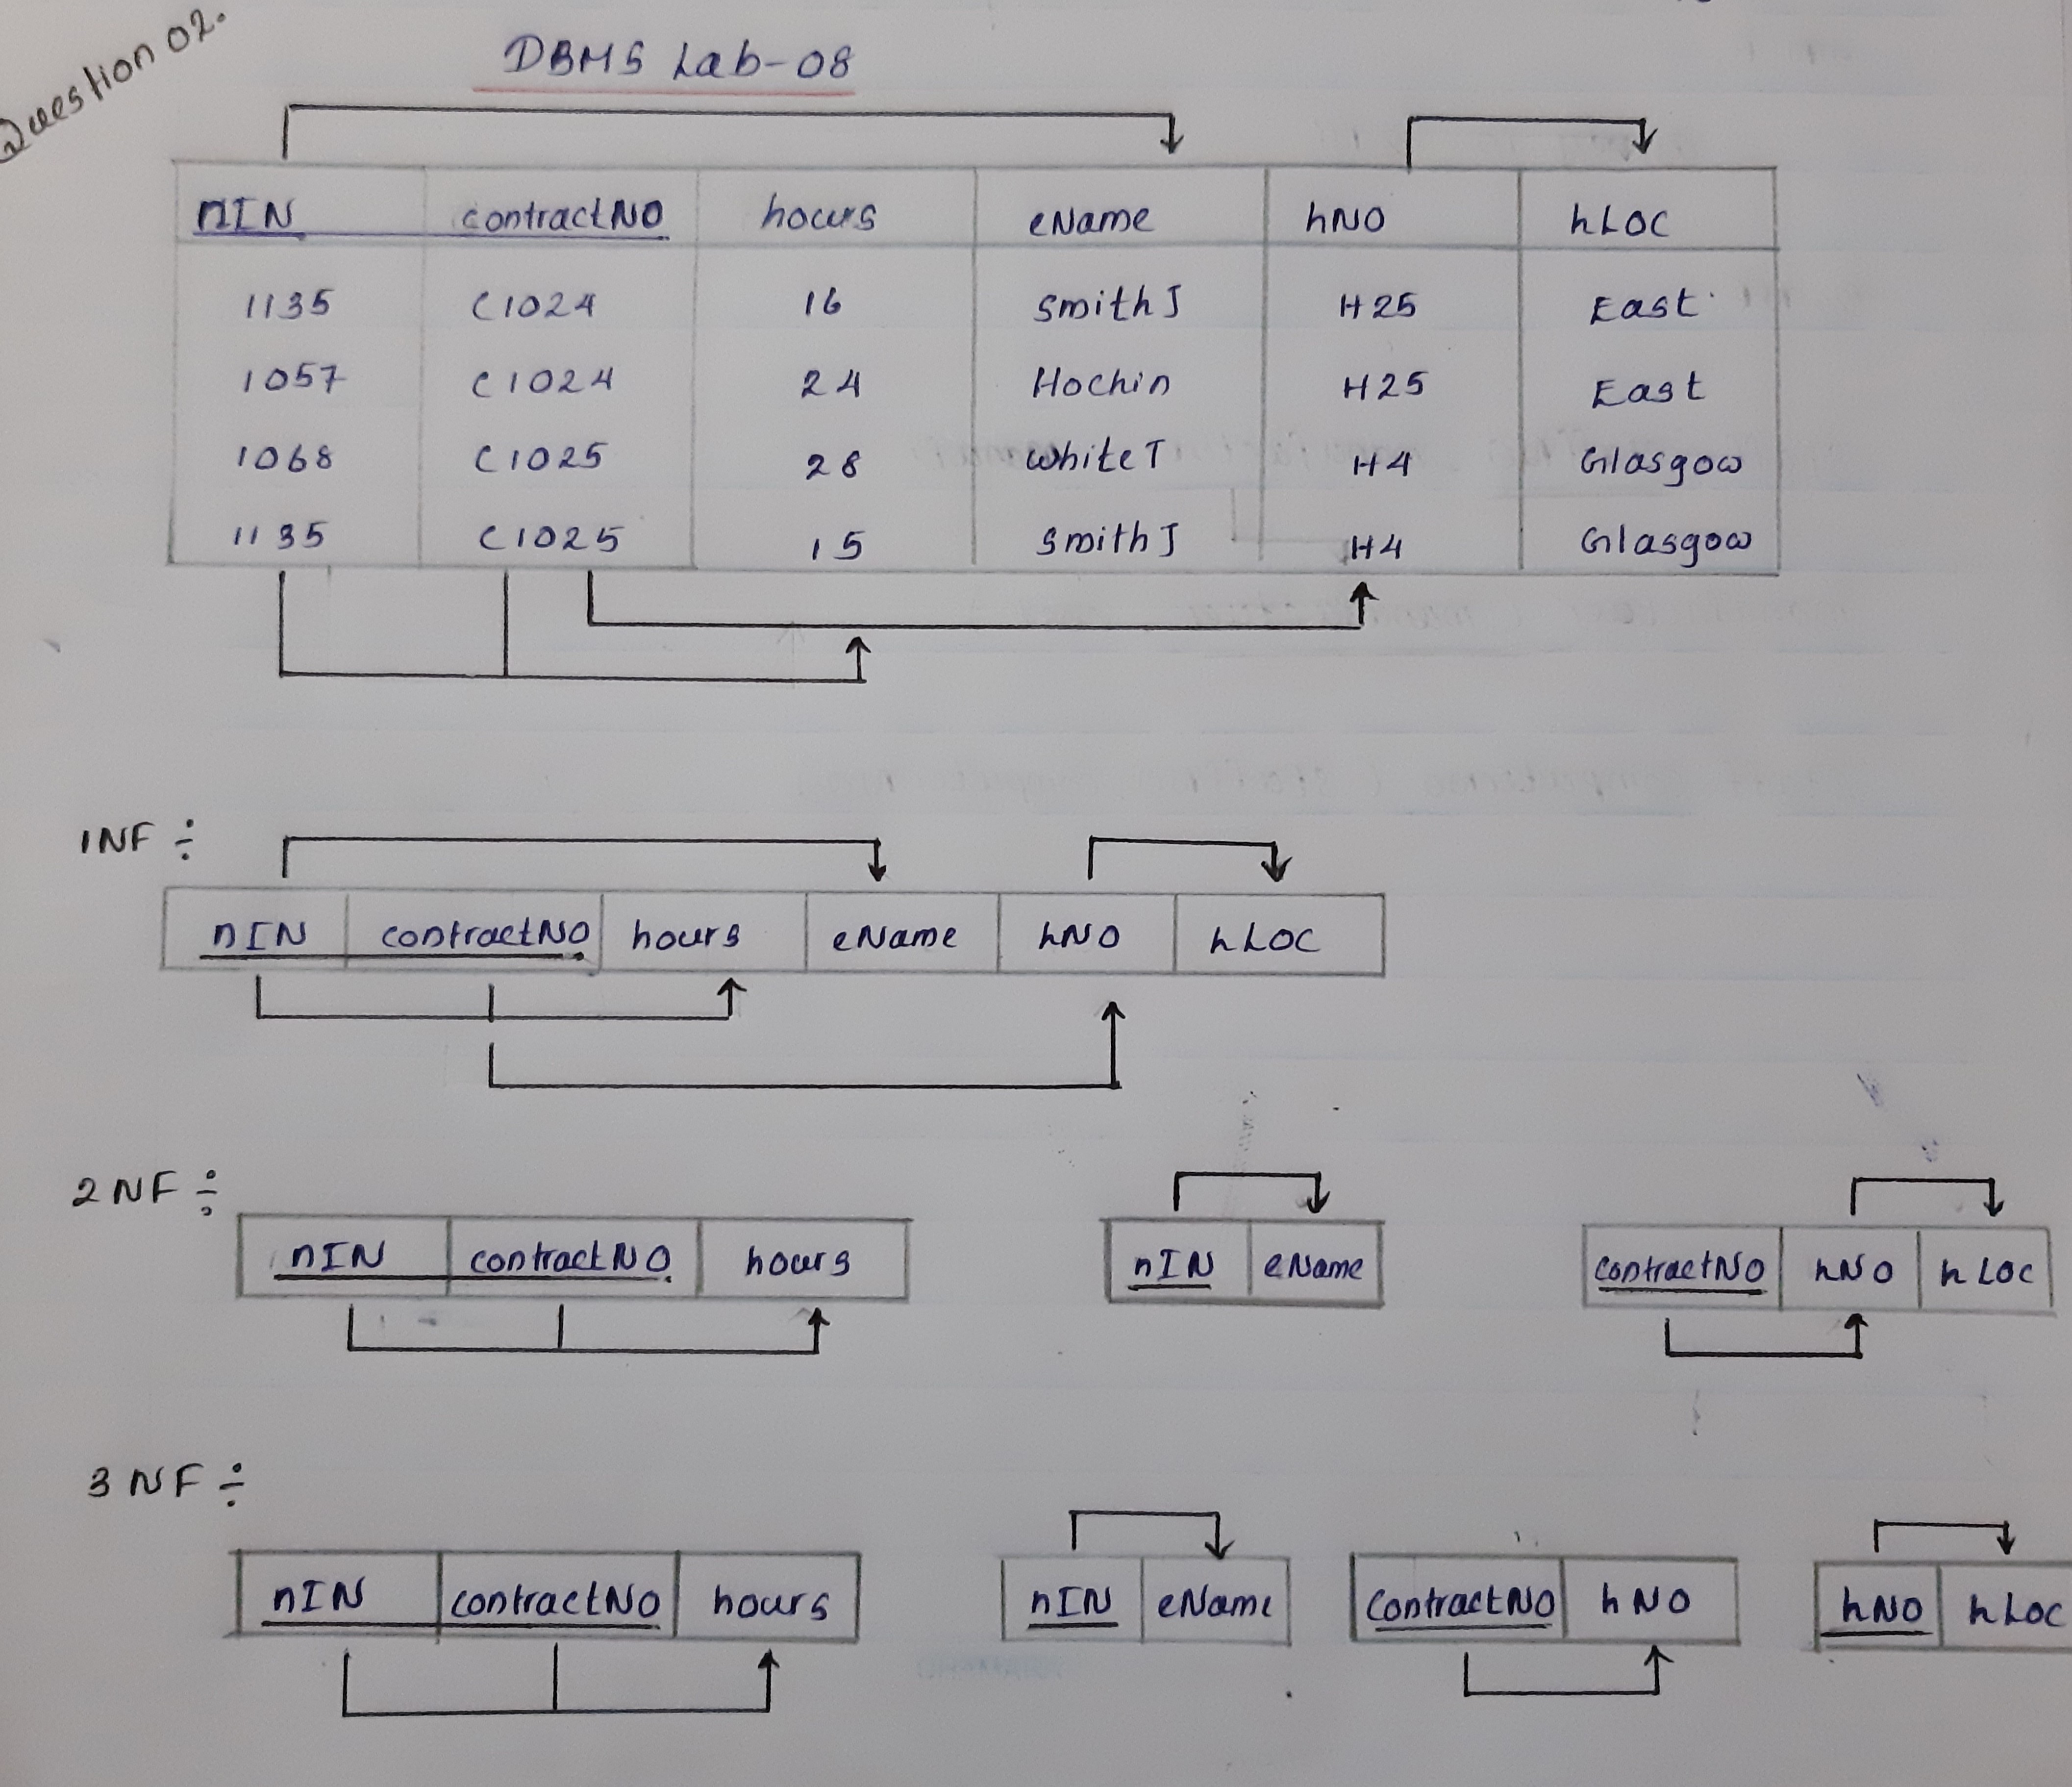 Question 02.
DBMS Lab-08
nIN contractNO hours eName hNO hLOC
1135 C1024 16 Smith J H25 East
1057 C1024 24 Hochin H25 East
1068 C1025 28 White T H4 Glasgow
1135 C1025 15 Smith J H4 Glasgow
1NF ÷
nIN contractNO hours eName hNO hLOC
2NF ÷
nIN contractNO hours nIN eName contractNO hNO hLOC
3NF ÷
nIN contractNO hours nIN eName ContractNO hNO hNO hLOC